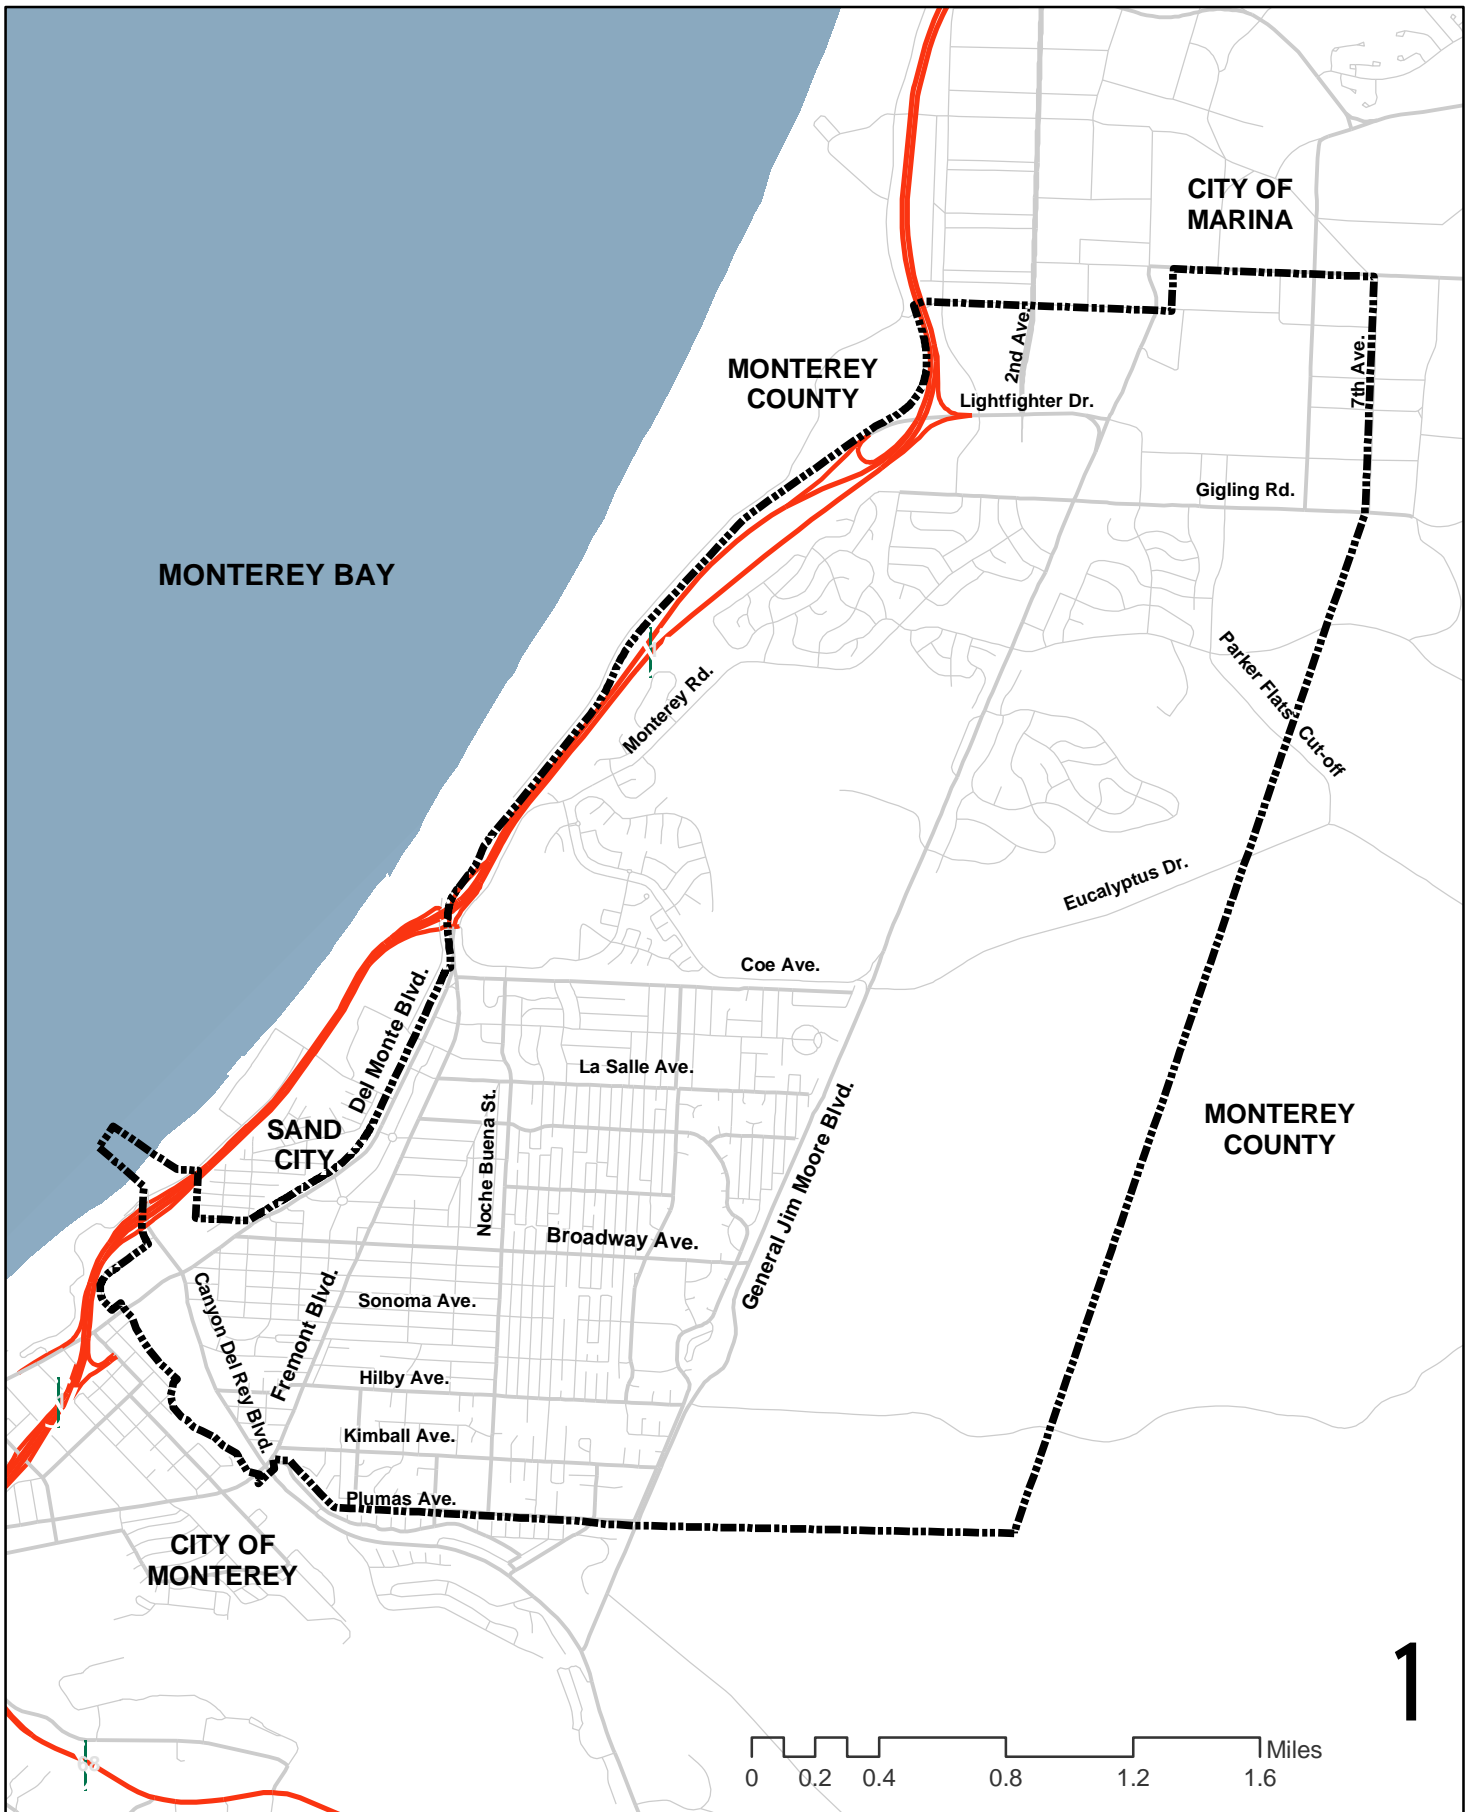 CITY OF
MARINA
2nd Ave.
7th Ave.
MONTEREY
COUNTY
Lightfighter Dr.
Gigling Rd.
MONTEREY BAY
Parker Flats Cut-off
Monterey Rd.
Eucalyptus Dr.
Coe Ave.
Del Monte Blvd.
La Salle Ave.
General Jim Moore Blvd.
Noche Buena St.
SAND
CITY
MONTEREY
COUNTY
Broadway Ave.
Canyon Del Rey Blvd.
Fremont Blvd.
Sonoma Ave.
Hilby Ave.
Kimball Ave.
Plumas Ave.
CITY OF
MONTEREY
1
Miles
0 0.2 0.4 0.8 1.2 1.6